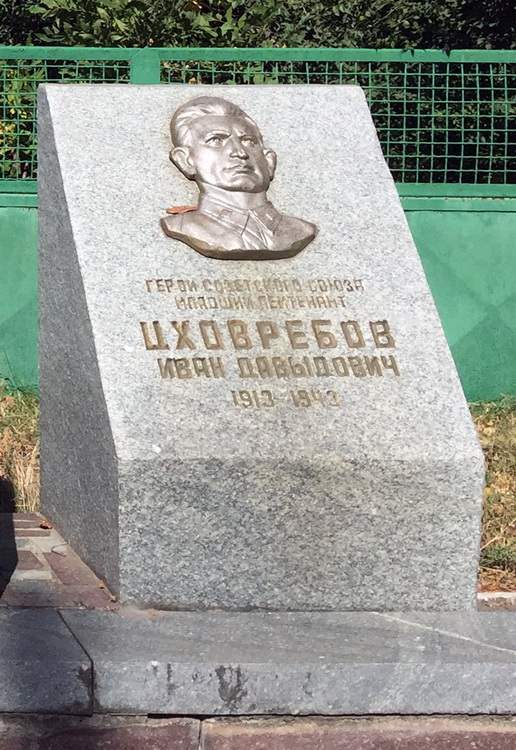 ГЕРОЙ СОВЕТСКОГО СОЮЗА
МЛАДШИЙ ЛЕЙТЕНАНТ
ЦХОВРЕБОВ
ИВАН ДАВЫДОВИЧ
1913-1943